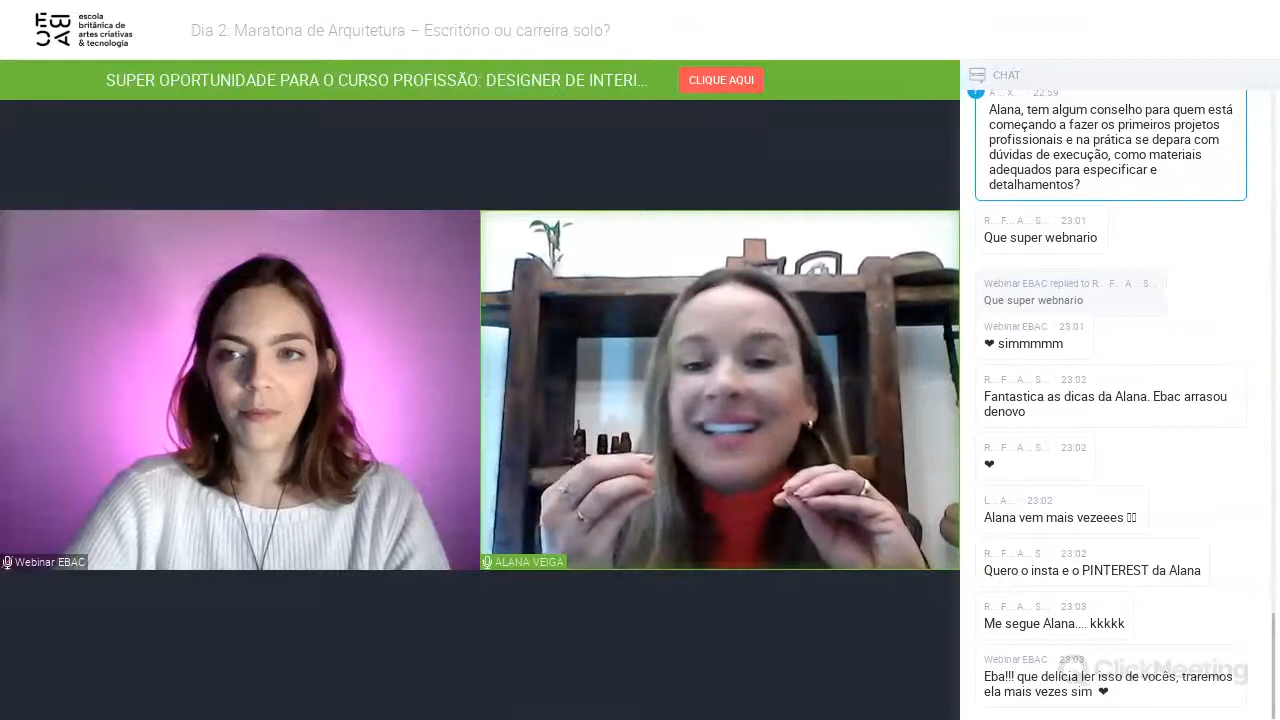 escola
britânica de
artes criativas
& tecnologia
Dia 2: Maratona de Arquitetura – Escritório ou carreira solo?
SUPER OPORTUNIDADE PARA O CURSO PROFISSÃO: DESIGNER DE INTERI...
CLIQUE AQUI
CHAT
22:59
Alana, tem algum conselho para quem está
começando a fazer os primeiros projetos
profissionais e na prática se depara com
dúvidas de execução, como materiais
adequados para especificar e
detalhamentos?
R... F... A... S... 23:01
Que super webnario
Webinar EBAC replied to R... F... A... S...
Que super webnario
Webinar EBAC 23:01
❤ simmmmm
R... F... A... S... 23:02
Fantastica as dicas da Alana. Ebac arrasou
denovo
R... F... A... S... 23:02
❤
L... A... 23:02
Alana vem mais vezeees
R... F... A... S 23:02
Quero o insta e o PINTEREST da Alana
R... F... A... S... 23:03
Me segue Alana.... kkkkk
Webinar EBAC 23:03
Eba!!! que delícia ler isso de vocês, traremos
ela mais vezes sim ❤
ClickMeeting
Webinar EBAC
ALANA VEIGA